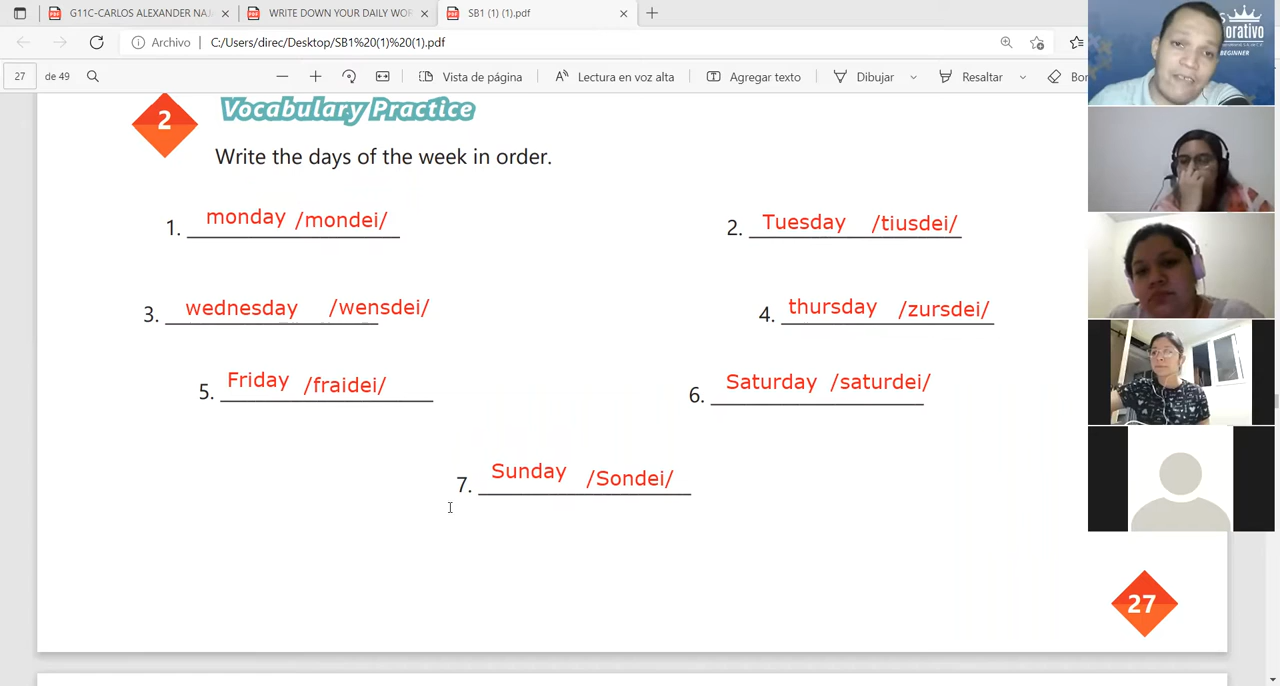 G11C-CARLOS ALEXANDER NAJ
WRITE DOWN YOUR DAILY WOR
SB1 (1) (1).pdf
Archivo
C:/Users/direc/Desktop/SB1%20(1)%20(1).pdf
27
de 49
Vista de página
Lectura en voz alta
Agregar texto
Dibujar
Resaltar
BEGINNER
2
Vocabulary Practice
Write the days of the week in order.
1. monday /mondei/
2. Tuesday /tiusdei/
3. wednesday /wensdei/
4. thursday /zursdei/
5. Friday /fraidei/
6. Saturday /saturdei/
7. Sunday /Sondei/
27